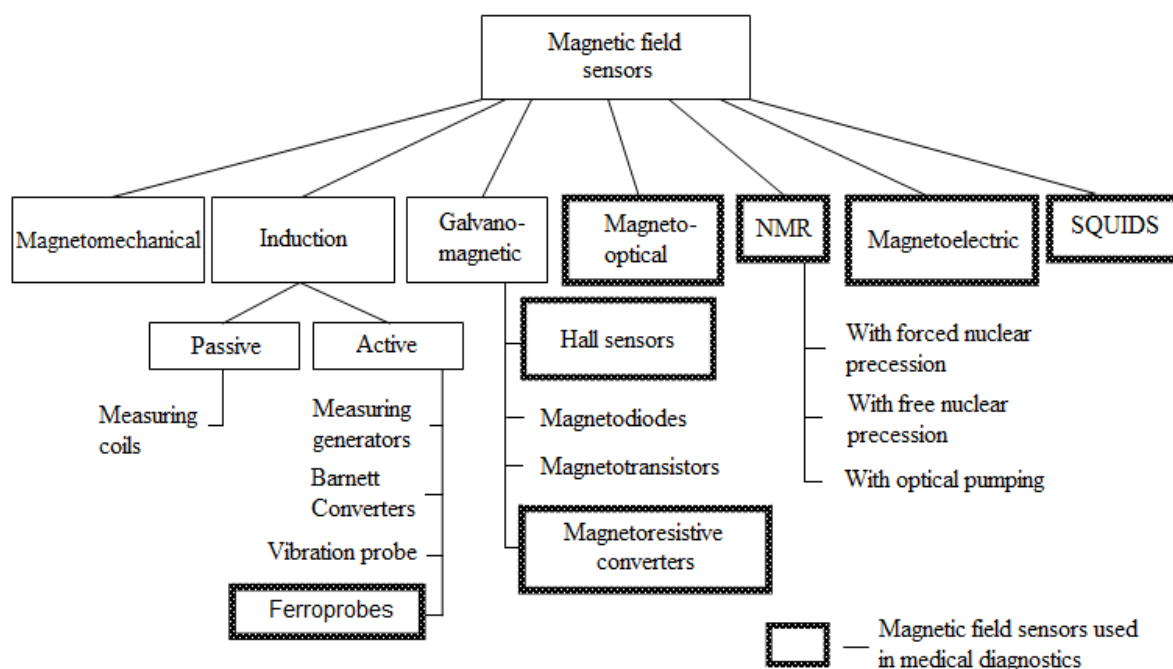 Magnetic field
sensors
Magnetomechanical
Induction
Galvano-
magnetic
Magneto-
optical
NMR
Magnetoelectric
SQUIDS
Passive
Active
Measuring
coils
Measuring
generators
Barnett
Converters
Vibration probe
Ferroprobes
Hall sensors
Magnetodiodes
Magnetotransistors
Magnetoresistive
converters
With forced nuclear
precession
With free nuclear
precession
With optical pumping
Magnetic field sensors used
in medical diagnostics